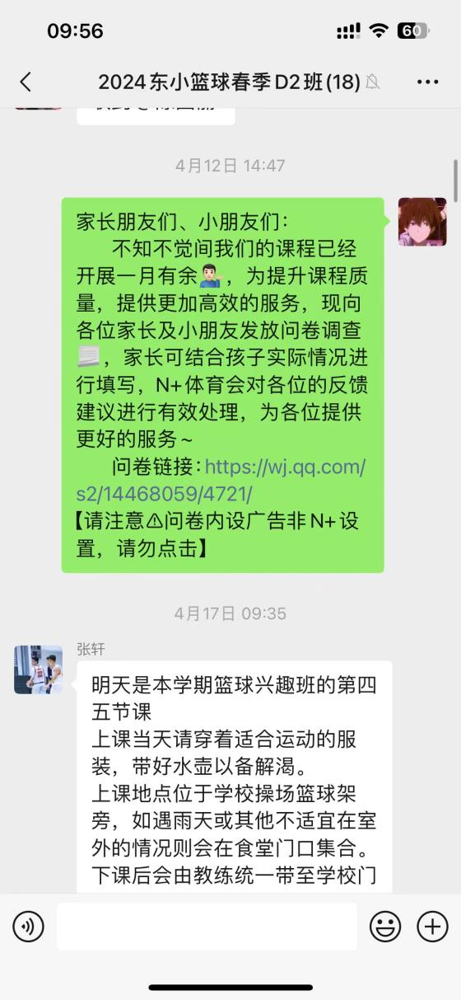 09:56
60
2024东小篮球春季D2班(18)
4月12日 14:47
家长朋友们、小朋友们：
不知不觉间我们的课程已经
开展一月有余，为提升课程质
量，提供更加高效的服务，现向
各位家长及小朋友发放问卷调查
，家长可结合孩子实际情况进
行填写，N+体育会对各位的反馈
建议进行有效处理，为各位提供
更好的服务~
问卷链接：https://wj.qq.com/
s2/14468059/4721/
【请注意⚠问卷内设广告非N+设
置，请勿点击】
4月17日 09:35
张轩
明天是本学期篮球兴趣班的第四
五节课
上课当天请穿着适合运动的服
装，带好水壶以备解渴。
上课地点位于学校操场篮球架
旁，如遇雨天或其他不适宜在室
外的情况则会在食堂门口集合。
下课后会由教练统一带至学校门